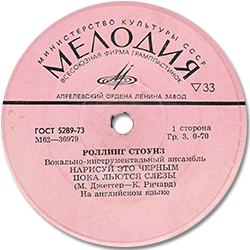 МИНИСТЕРСТВО КУЛЬТУРЫ СССР
МЕЛОДИЯ
ВСЕСОЮЗНАЯ ФИРМА ГРАМПЛАСТИНОК
▽33
АПРЕЛЕВСКИЙ ОРДЕНА ЛЕНИНА ЗАВОД
ГОСТ 5289-73
М62—36979
1 сторона
Гр. 3, 0-70
РОЛЛИНГ СТОУНЗ
Вокально-инструментальный ансамбль
НАРИСУЙ ЭТО ЧЕРНЫМ
ПОКА ЛЬЮТСЯ СЛЕЗЫ
(М. Джеггер—К. Ричард)
На английском языке